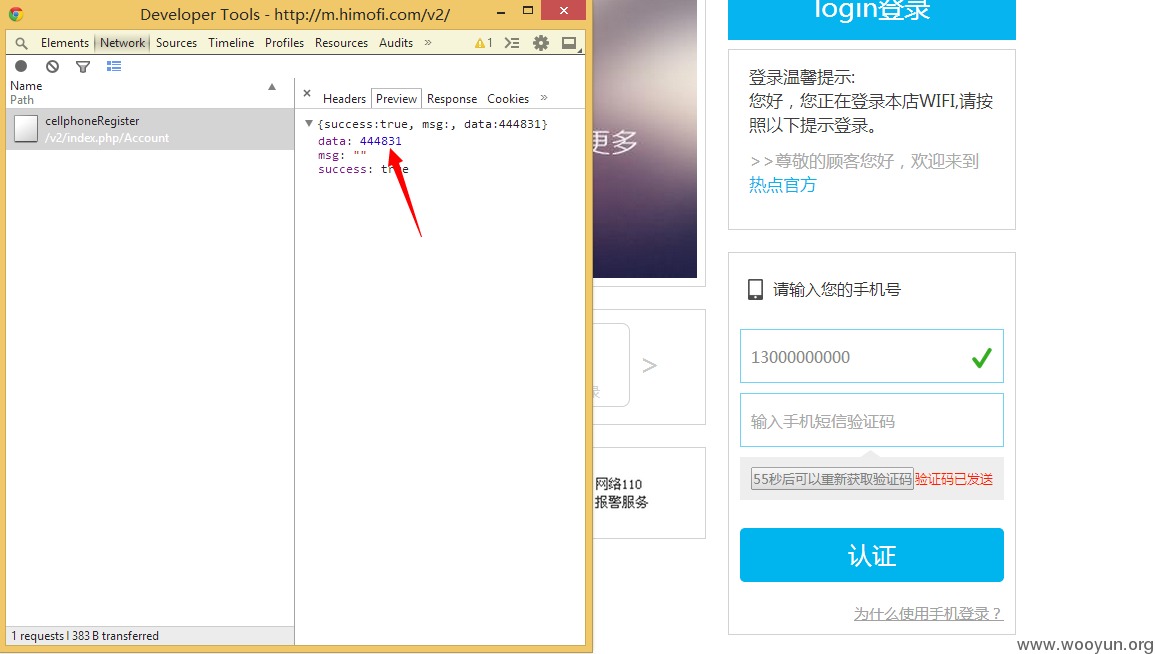 Developer Tools - http://m.himofi.com/v2/
Elements Network Sources Timeline Profiles Resources Audits » 1
Name
Path
cellphoneRegister
/v2/index.php/Account
× Headers Preview Response Cookies »
{success:true, msg:, data:444831}
data: 444831
msg: ""
success: true
1 requests | 383 B transferred
更多
>
录
网络110
报警服务
login登录
登录温馨提示:
您好，您正在登录本店WIFI,请按
照以下提示登录。
>>尊敬的顾客您好，欢迎来到
热点官方
请输入您的手机号
13000000000
输入手机短信验证码
55秒后可以重新获取验证码 验证码已发送
认证
为什么使用手机登录？
www.wooyun.org